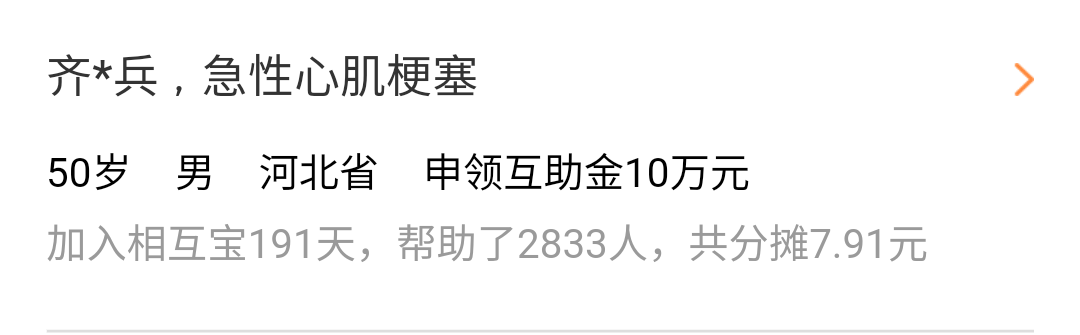 齐*兵，急性心肌梗塞
50岁 男 河北省 申领互助金10万元
加入相互宝191天，帮助了2833人，共分摊7.91元